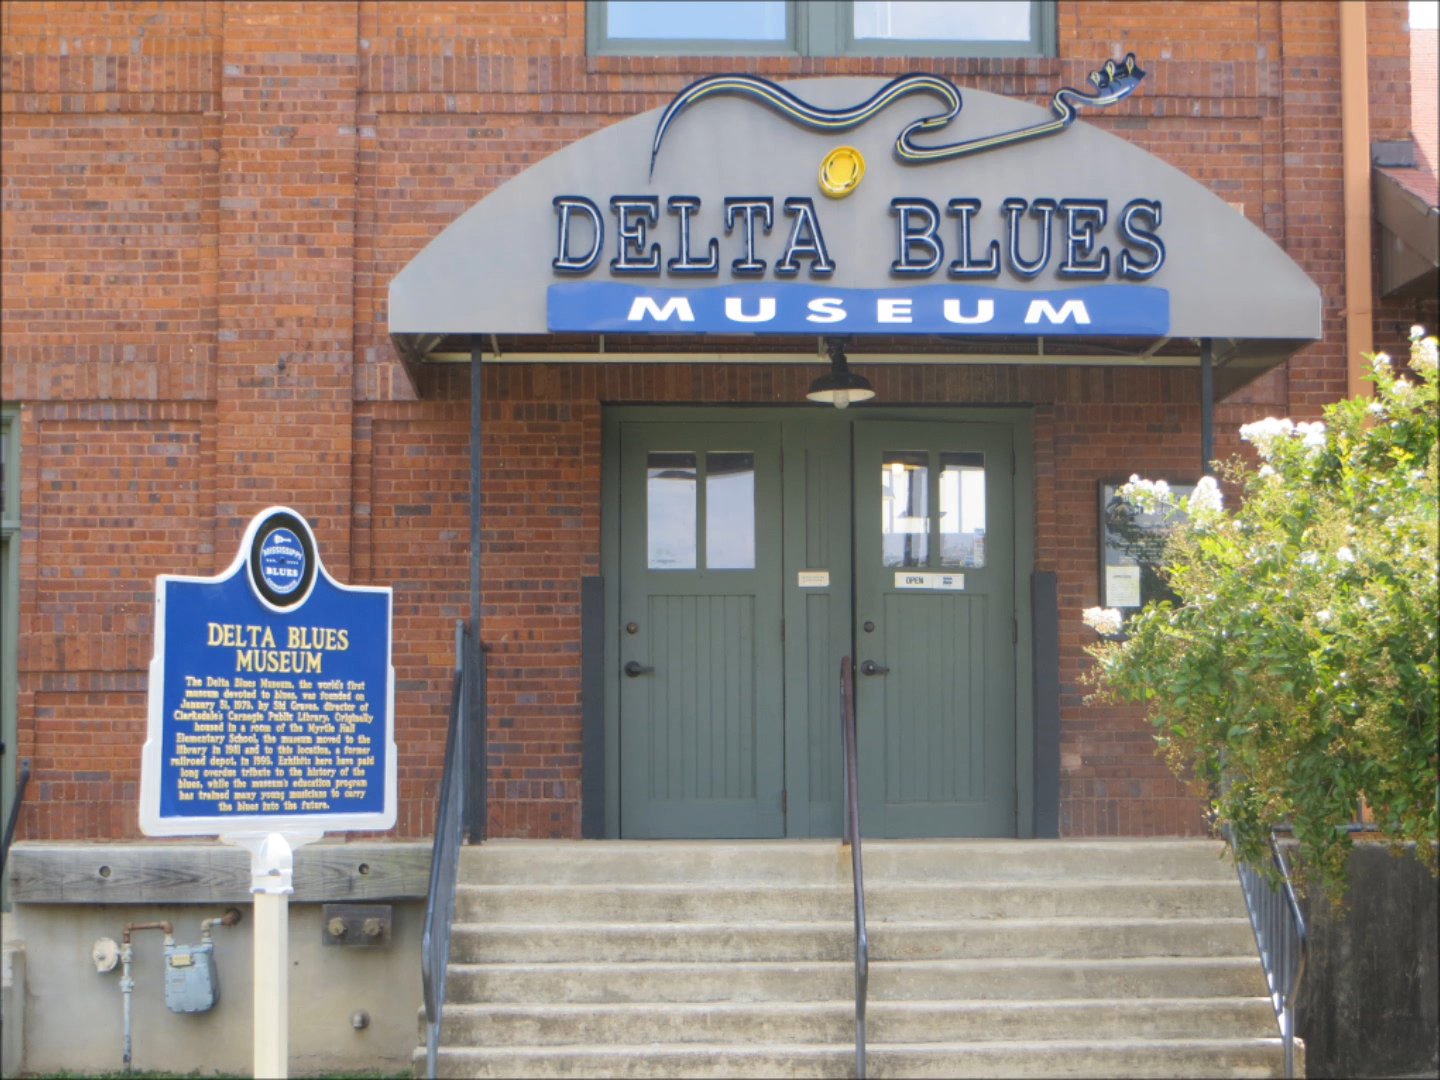 DELTA BLUES
MUSEUM
MISSISSIPPI
BLUES
DELTA BLUES
MUSEUM
The Delta Blues Museum, the world's first
museum devoted to blues, was founded on
January 31, 1979, by Sid Graves, director of
Clarksdale's Carnegie Public Library. Originally
housed in a room of the Myrtle Hall
Elementary School, the museum moved to the
library in 1981 and to this location, a former
railroad depot, in 1999. Exhibits here have paid
long overdue tribute to the history of the
blues, while the museum's education program
has trained many young musicians to carry
the blues into the future.
OPEN